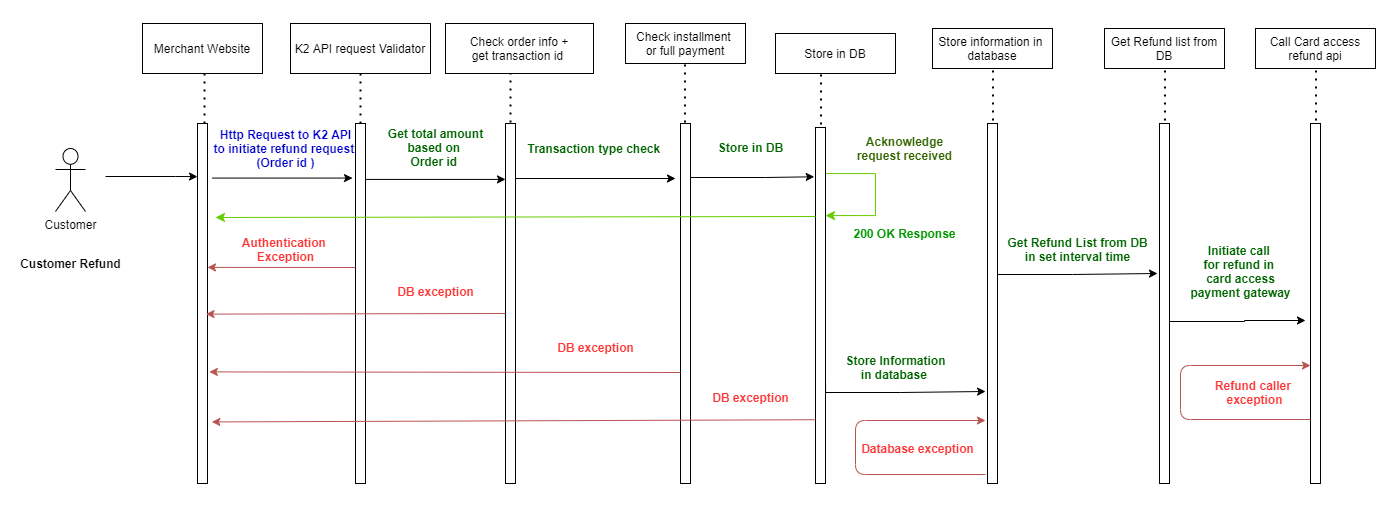 Merchant Website
K2 API request Validator
Check order info +
get transaction id
Check installment
or full payment
Store in DB
Store information in
database
Get Refund list from
DB
Call Card access
refund api
Http Request to K2 API
to initiate refund request
(Order id )
Get total amount
based on
Order id
Transaction type check
Store in DB
Acknowledge
request received
Customer
Customer Refund
200 OK Response
Authentication
Exception
Get Refund List from DB
in set interval time
Initiate call
for refund in
card access
payment gateway
DB exception
DB exception
Store Information
in database
DB exception
Refund caller
exception
Database exception